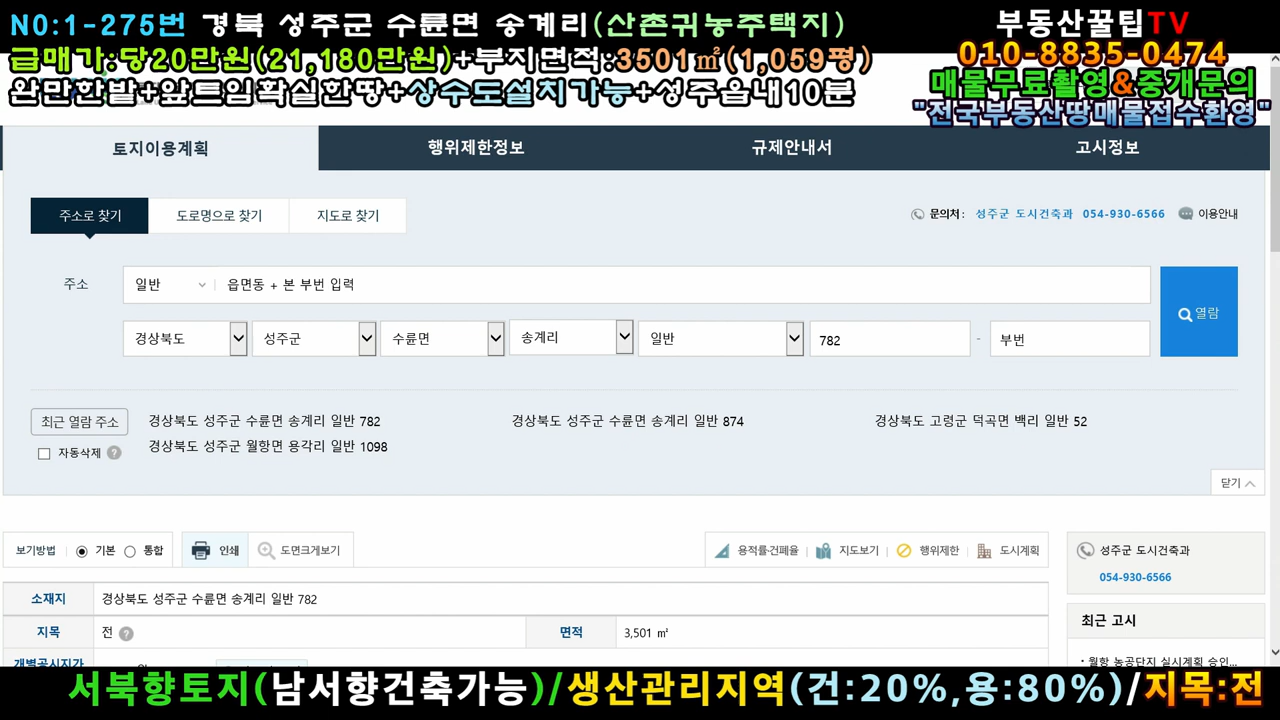 NO:1-275번 경북 성주군 수륜면 송계리(산촌귀농주택지)
급매가:당20만원(21,180만원)+부지면적:3501㎡(1,059평)
완만한밭+앞트임확실한땅+상수도설치가능+성주읍내10분
부동산꿀팁TV
010-8835-0474
매물무료촬영&중개문의
"전국부동산땅매물접수환영"
토지이용계획 행위제한정보 규제안내서 고시정보
주소로 찾기 도로명으로 찾기 지도로 찾기 문의처: 성주군 도시건축과 054-930-6566 이용안내
주소 일반 읍면동 + 본 부번 입력
열람
경상북도 성주군 수륜면 송계리 일반 782 - 부번
최근 열람 주소 경상북도 성주군 수륜면 송계리 일반 782 경상북도 성주군 수륜면 송계리 일반 874 경상북도 고령군 덕곡면 백리 일반 52
자동삭제 ? 경상북도 성주군 월항면 용각리 일반 1098
닫기
보기방법 기본 통합 인쇄 도면크게보기 용적률·건폐율 지도보기 행위제한 도시계획
성주군 도시건축과
054-930-6566
소재지 경상북도 성주군 수륜면 송계리 일반 782
지목 전 ? 면적 3,501 ㎡
최근 고시
개별공시지가
· 월항 농공단지 실시계획 승인...
서북향토지(남서향건축가능)/생산관리지역(건:20%,용:80%)/지목:전